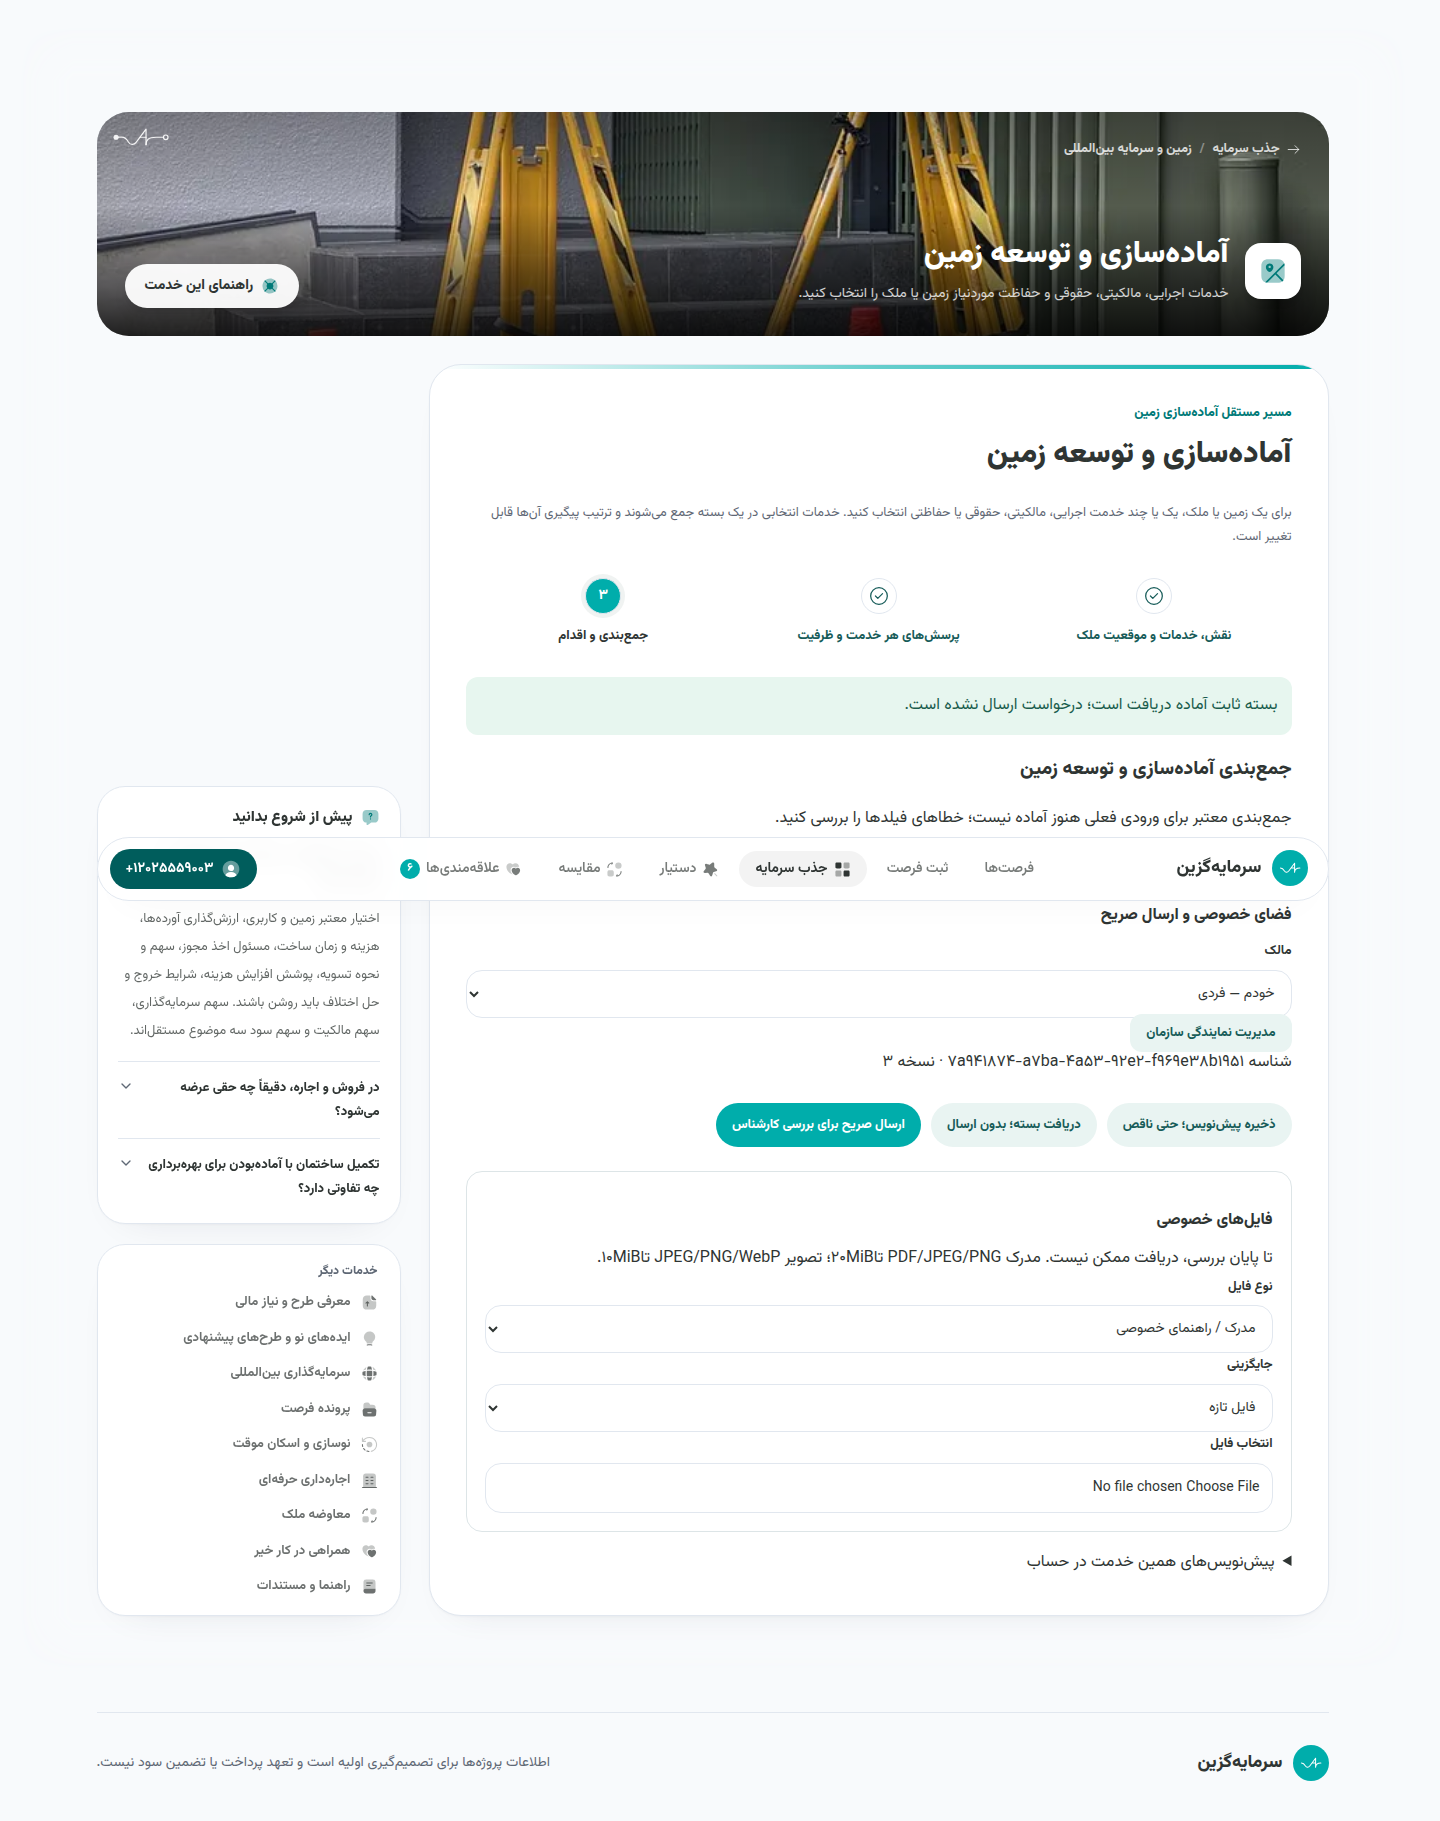 جذب سرمایه / زمین و سرمایه بین‌المللی
آماده‌سازی و توسعه زمین
خدمات اجرایی، مالکیتی، حقوقی و حفاظت موردنیاز زمین یا ملک را انتخاب کنید.
راهنمای این خدمت
مسیر مستقل آماده‌سازی زمین
آماده‌سازی و توسعه زمین
برای یک زمین یا ملک، یک یا چند خدمت اجرایی، مالکیتی، حقوقی یا حفاظتی انتخاب کنید. خدمات انتخابی در یک بسته جمع می‌شوند و ترتیب پیگیری آن‌ها قابل
تغییر است.
نقش، خدمات و موقعیت ملک
پرسش‌های هر خدمت و ظرفیت
۳
جمع‌بندی و اقدام
بسته ثابت آماده دریافت است؛ درخواست ارسال نشده است.
جمع‌بندی آماده‌سازی و توسعه زمین
جمع‌بندی معتبر برای ورودی فعلی هنوز آماده نیست؛ خطاهای فیلدها را بررسی کنید.
سرمایه‌گزین
فرصت‌ها
ثبت فرصت
جذب سرمایه
دستیار
مقایسه
علاقه‌مندی‌ها ۶
+۱۲۰۲۵۵۵۹۰۰۳
فضای خصوصی و ارسال صریح
مالک
خودم — فردی
مدیریت نمایندگی سازمان
شناسه ۷a۹۴۱۸۷۴-a۷ba-۴a۵۳-۹۲e۲-f۹۶۹e۳۸b۱۹۵۱ · نسخه ۳
ذخیره پیش‌نویس؛ حتی ناقص
دریافت بسته؛ بدون ارسال
ارسال صریح برای بررسی کارشناس
فایل‌های خصوصی
تا پایان بررسی، دریافت ممکن نیست. مدرک PDF/JPEG/PNG تا۲۰MiB؛ تصویر JPEG/PNG/WebP تا۱۰MiB.
نوع فایل
مدرک / راهنمای خصوصی
جایگزینی
فایل تازه
انتخاب فایل
Choose File No file chosen
پیش‌نویس‌های همین خدمت در حساب
پیش از شروع بدانید
اختیار معتبر زمین و کاربری، ارزش‌گذاری آورده‌ها،
هزینه و زمان ساخت، مسئول اخذ مجوز، سهم و
نحوه تسویه، پوشش افزایش هزینه، شرایط خروج و
حل اختلاف باید روشن باشند. سهم سرمایه‌گذاری،
سهم مالکیت و سهم سود سه موضوع مستقل‌اند.
در فروش و اجاره، دقیقاً چه حقی عرضه
می‌شود؟
تکمیل ساختمان با آماده‌بودن برای بهره‌برداری
چه تفاوتی دارد؟
خدمات دیگر
معرفی طرح و نیاز مالی
ایده‌های نو و طرح‌های پیشنهادی
سرمایه‌گذاری بین‌المللی
پرونده فرصت
نوسازی و اسکان موقت
اجاره‌داری حرفه‌ای
معاوضه ملک
همراهی در کار خیر
راهنما و مستندات
سرمایه‌گزین
اطلاعات پروژه‌ها برای تصمیم‌گیری اولیه است و تعهد پرداخت یا تضمین سود نیست.